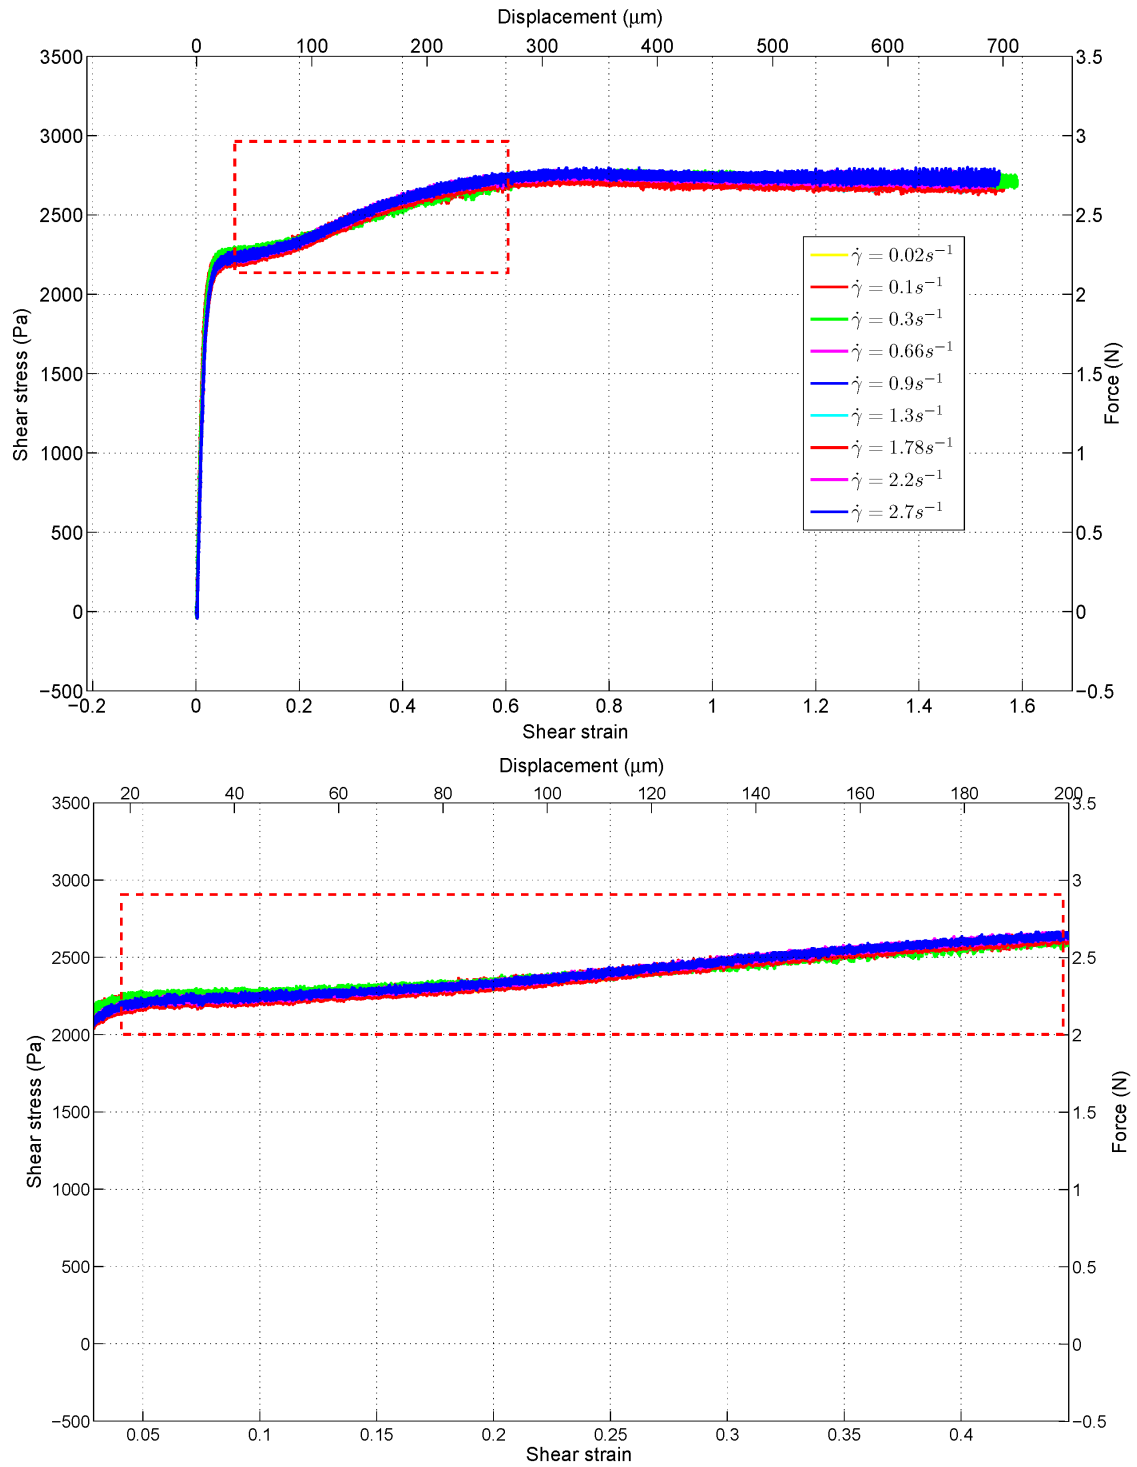 Displacement (μm)
0 100 200 300 400 500 600 700
3500 3.5
3000 3
2500 2.5
2000 2
1500 1.5
1000 1
500 0.5
0 0
−500 −0.5
Shear stress (Pa)
Force (N)
γ̇ = 0.02s⁻¹
γ̇ = 0.1s⁻¹
γ̇ = 0.3s⁻¹
γ̇ = 0.66s⁻¹
γ̇ = 0.9s⁻¹
γ̇ = 1.3s⁻¹
γ̇ = 1.78s⁻¹
γ̇ = 2.2s⁻¹
γ̇ = 2.7s⁻¹
−0.2 0 0.2 0.4 0.6 0.8 1 1.2 1.4 1.6
Shear strain
Displacement (μm)
20 40 60 80 100 120 140 160 180 200
3500 3.5
3000 3
2500 2.5
2000 2
1500 1.5
1000 1
500 0.5
0 0
−500 −0.5
Shear stress (Pa)
Force (N)
0.05 0.1 0.15 0.2 0.25 0.3 0.35 0.4
Shear strain